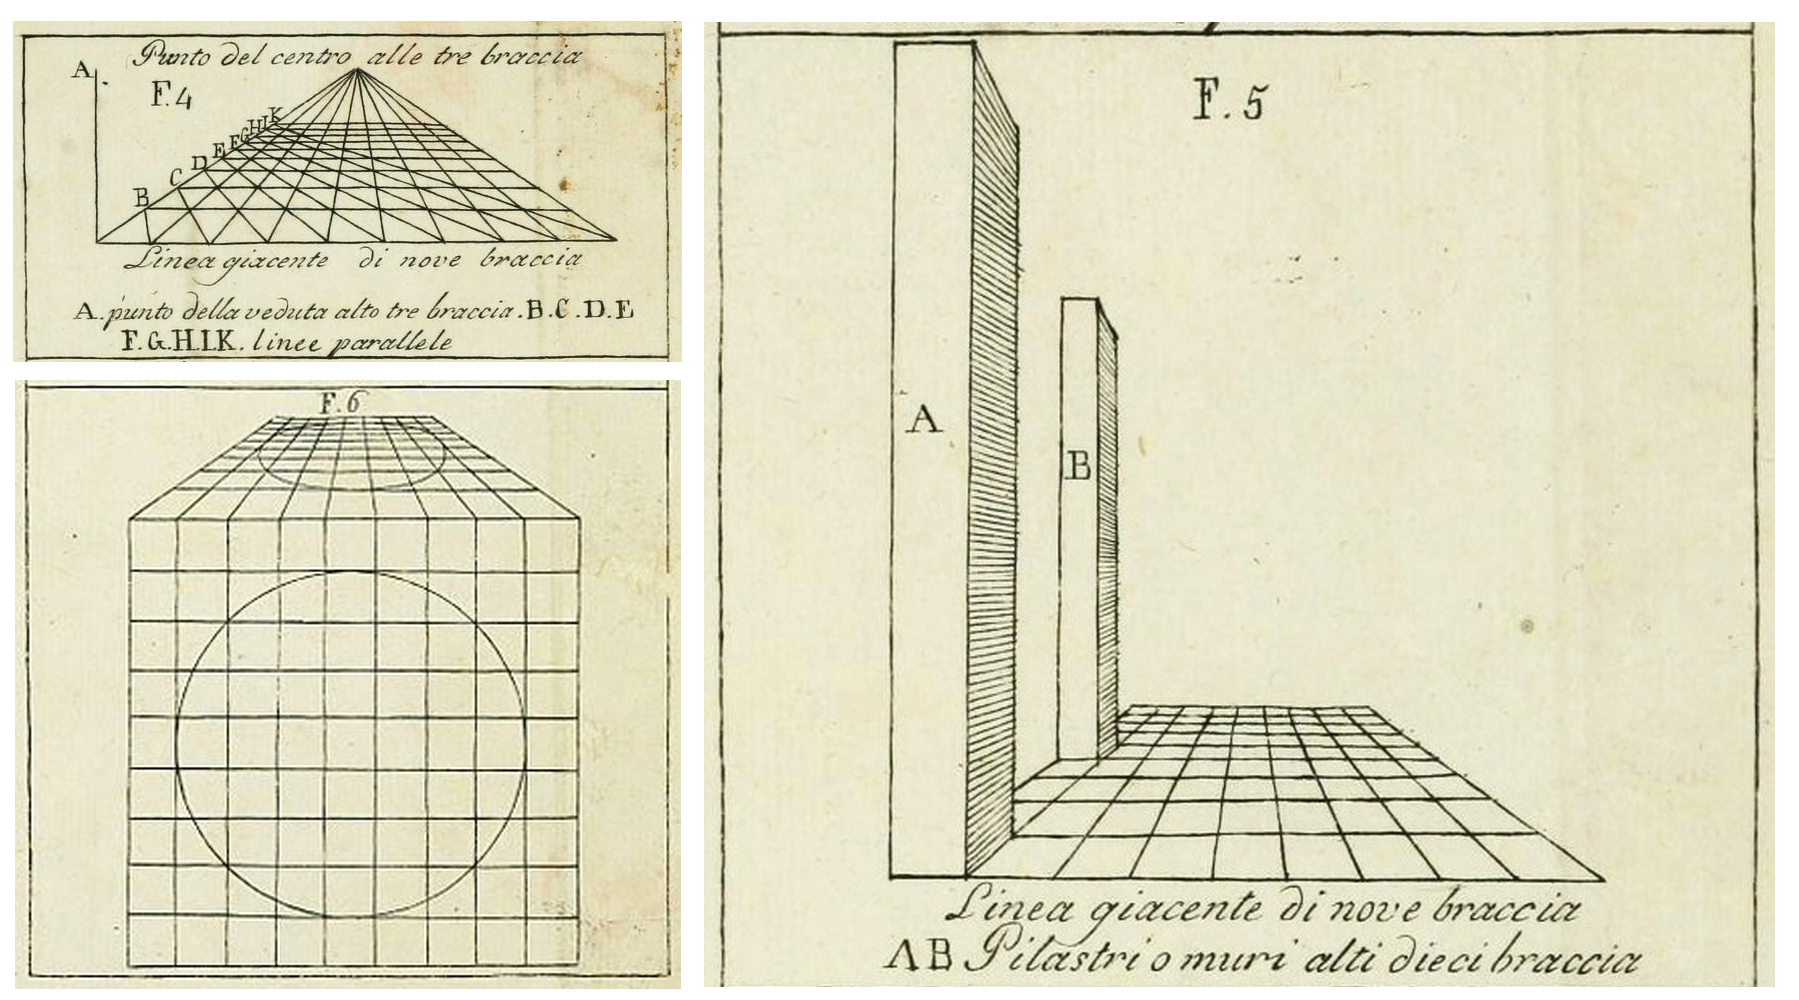 Punto del centro alle tre braccia
A
F.4
K
I
H
G
F
E
D
C
B
Linea giacente di nove braccia
A. punto della veduta alto tre braccia. B. C. D. E
F. G. H. I. K. linee parallele
F.6
F. 5
A
B
Linea giacente di nove braccia
A B Pilastri o muri alti dieci braccia